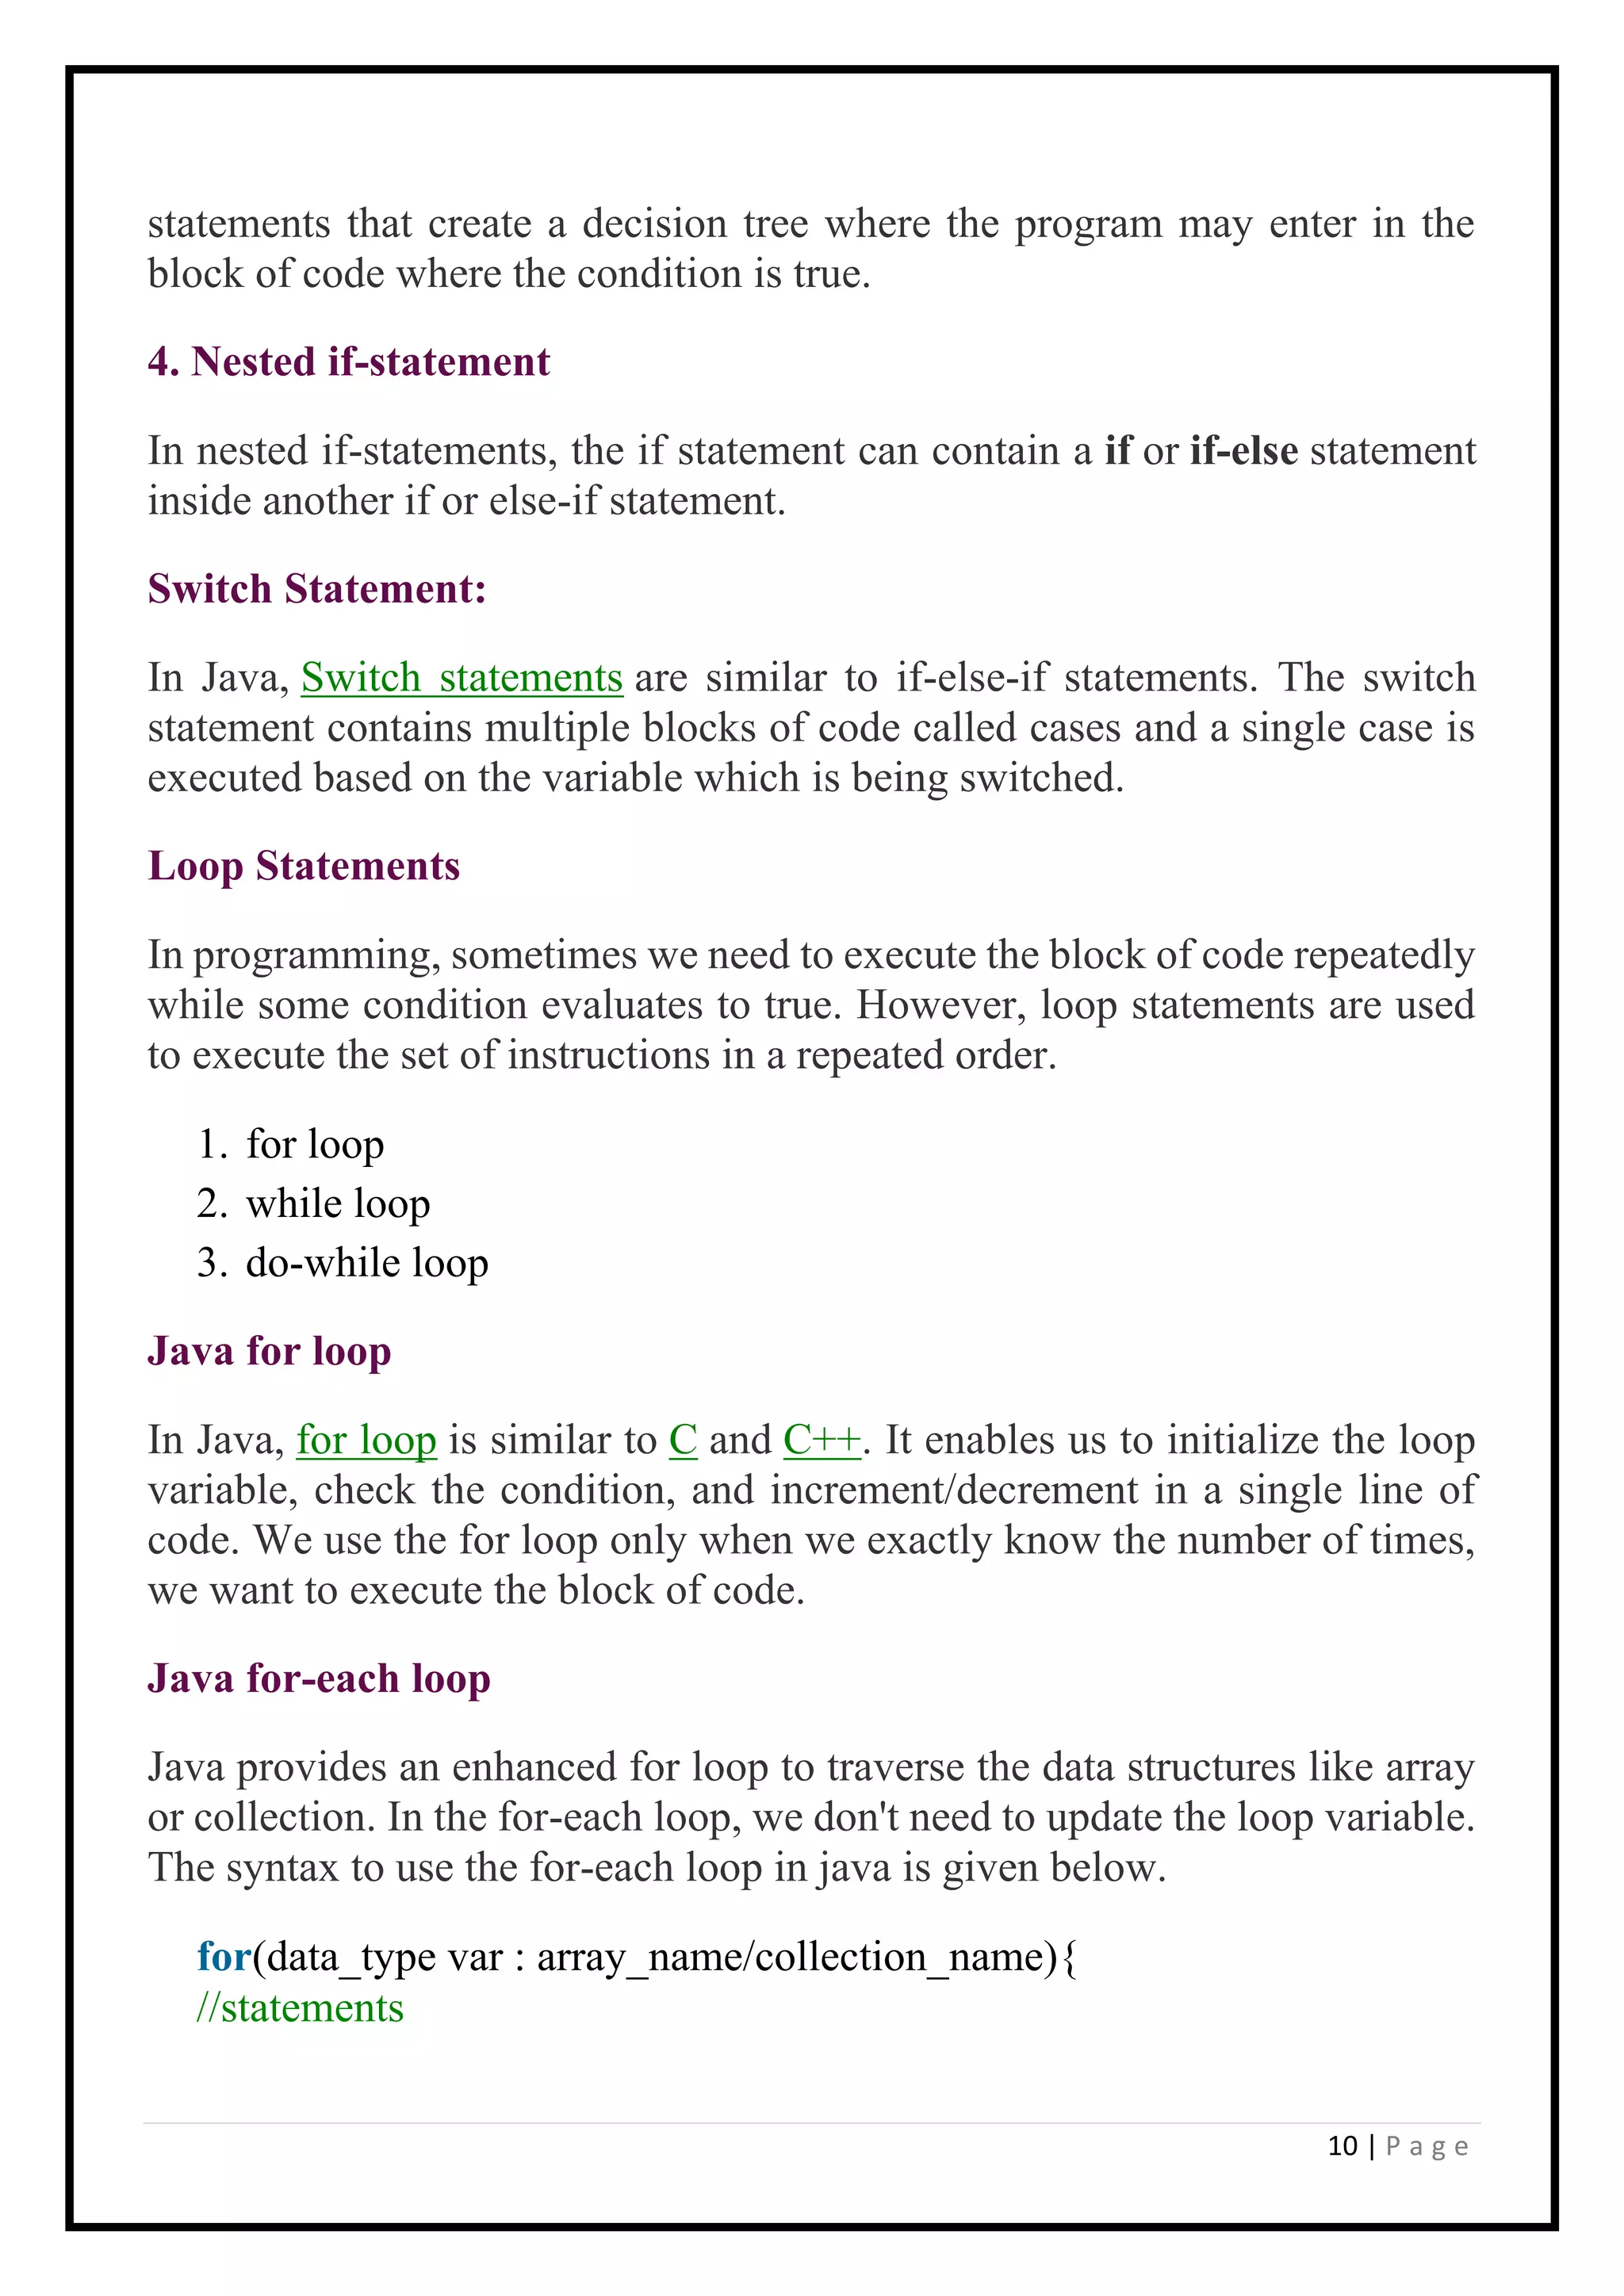 statements that create a decision tree where the program may enter in the
block of code where the condition is true.
4. Nested if-statement
In nested if-statements, the if statement can contain a if or if-else statement
inside another if or else-if statement.
Switch Statement:
In Java, Switch statements are similar to if-else-if statements. The switch
statement contains multiple blocks of code called cases and a single case is
executed based on the variable which is being switched.
Loop Statements
In programming, sometimes we need to execute the block of code repeatedly
while some condition evaluates to true. However, loop statements are used
to execute the set of instructions in a repeated order.
1. for loop
2. while loop
3. do-while loop
Java for loop
In Java, for loop is similar to C and C++. It enables us to initialize the loop
variable, check the condition, and increment/decrement in a single line of
code. We use the for loop only when we exactly know the number of times,
we want to execute the block of code.
Java for-each loop
Java provides an enhanced for loop to traverse the data structures like array
or collection. In the for-each loop, we don't need to update the loop variable.
The syntax to use the for-each loop in java is given below.
for(data_type var : array_name/collection_name){
//statements
10 | P a g e